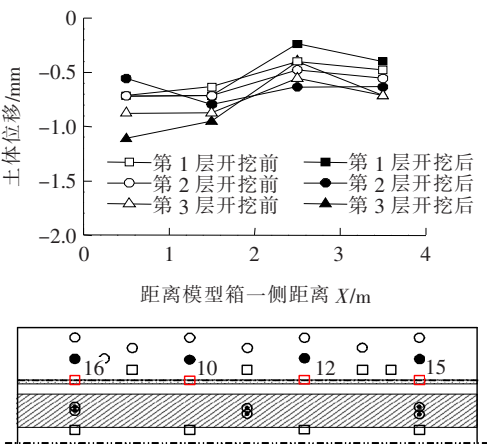 0
−0.5
−1.0
−1.5
−2.0
土体位移/mm
第 1 层开挖前 第 1 层开挖后
第 2 层开挖前 第 2 层开挖后
第 3 层开挖前 第 3 层开挖后
0 1 2 3 4
距离模型箱一侧距离 X/m
16 10 12 15